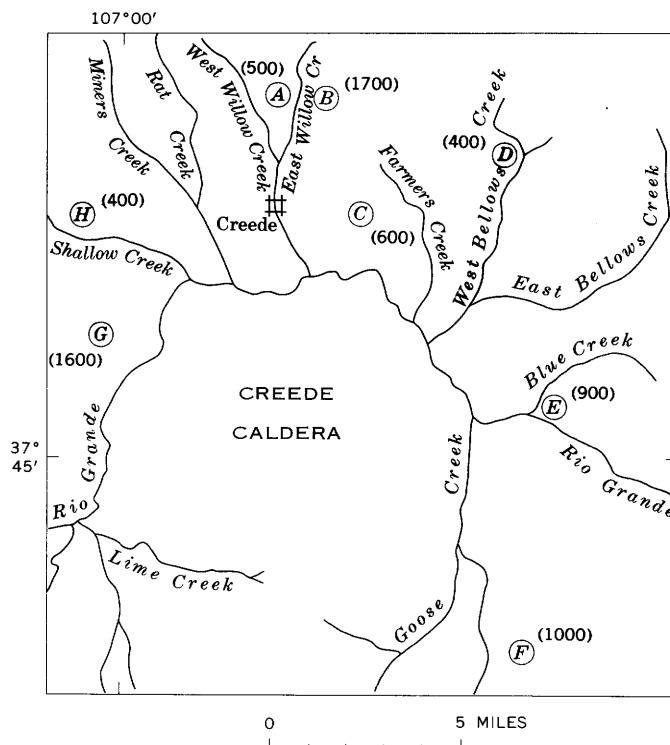 107°00'
Miners Creek
Rat Creek
West Willow Creek
East Willow Cr
(500)
A
B
(1700)
Creek
(400)
D
West Bellows
Farmers Creek
C
(600)
East Bellows Creek
H
(400)
Creede
Shallow Creek
G
(1600)
CREEDE
CALDERA
Blue Creek
(900)
E
Rio Grande
37°
45'
Rio Grande
Creek
Goose
Lime Creek
(1000)
F
0 5 MILES